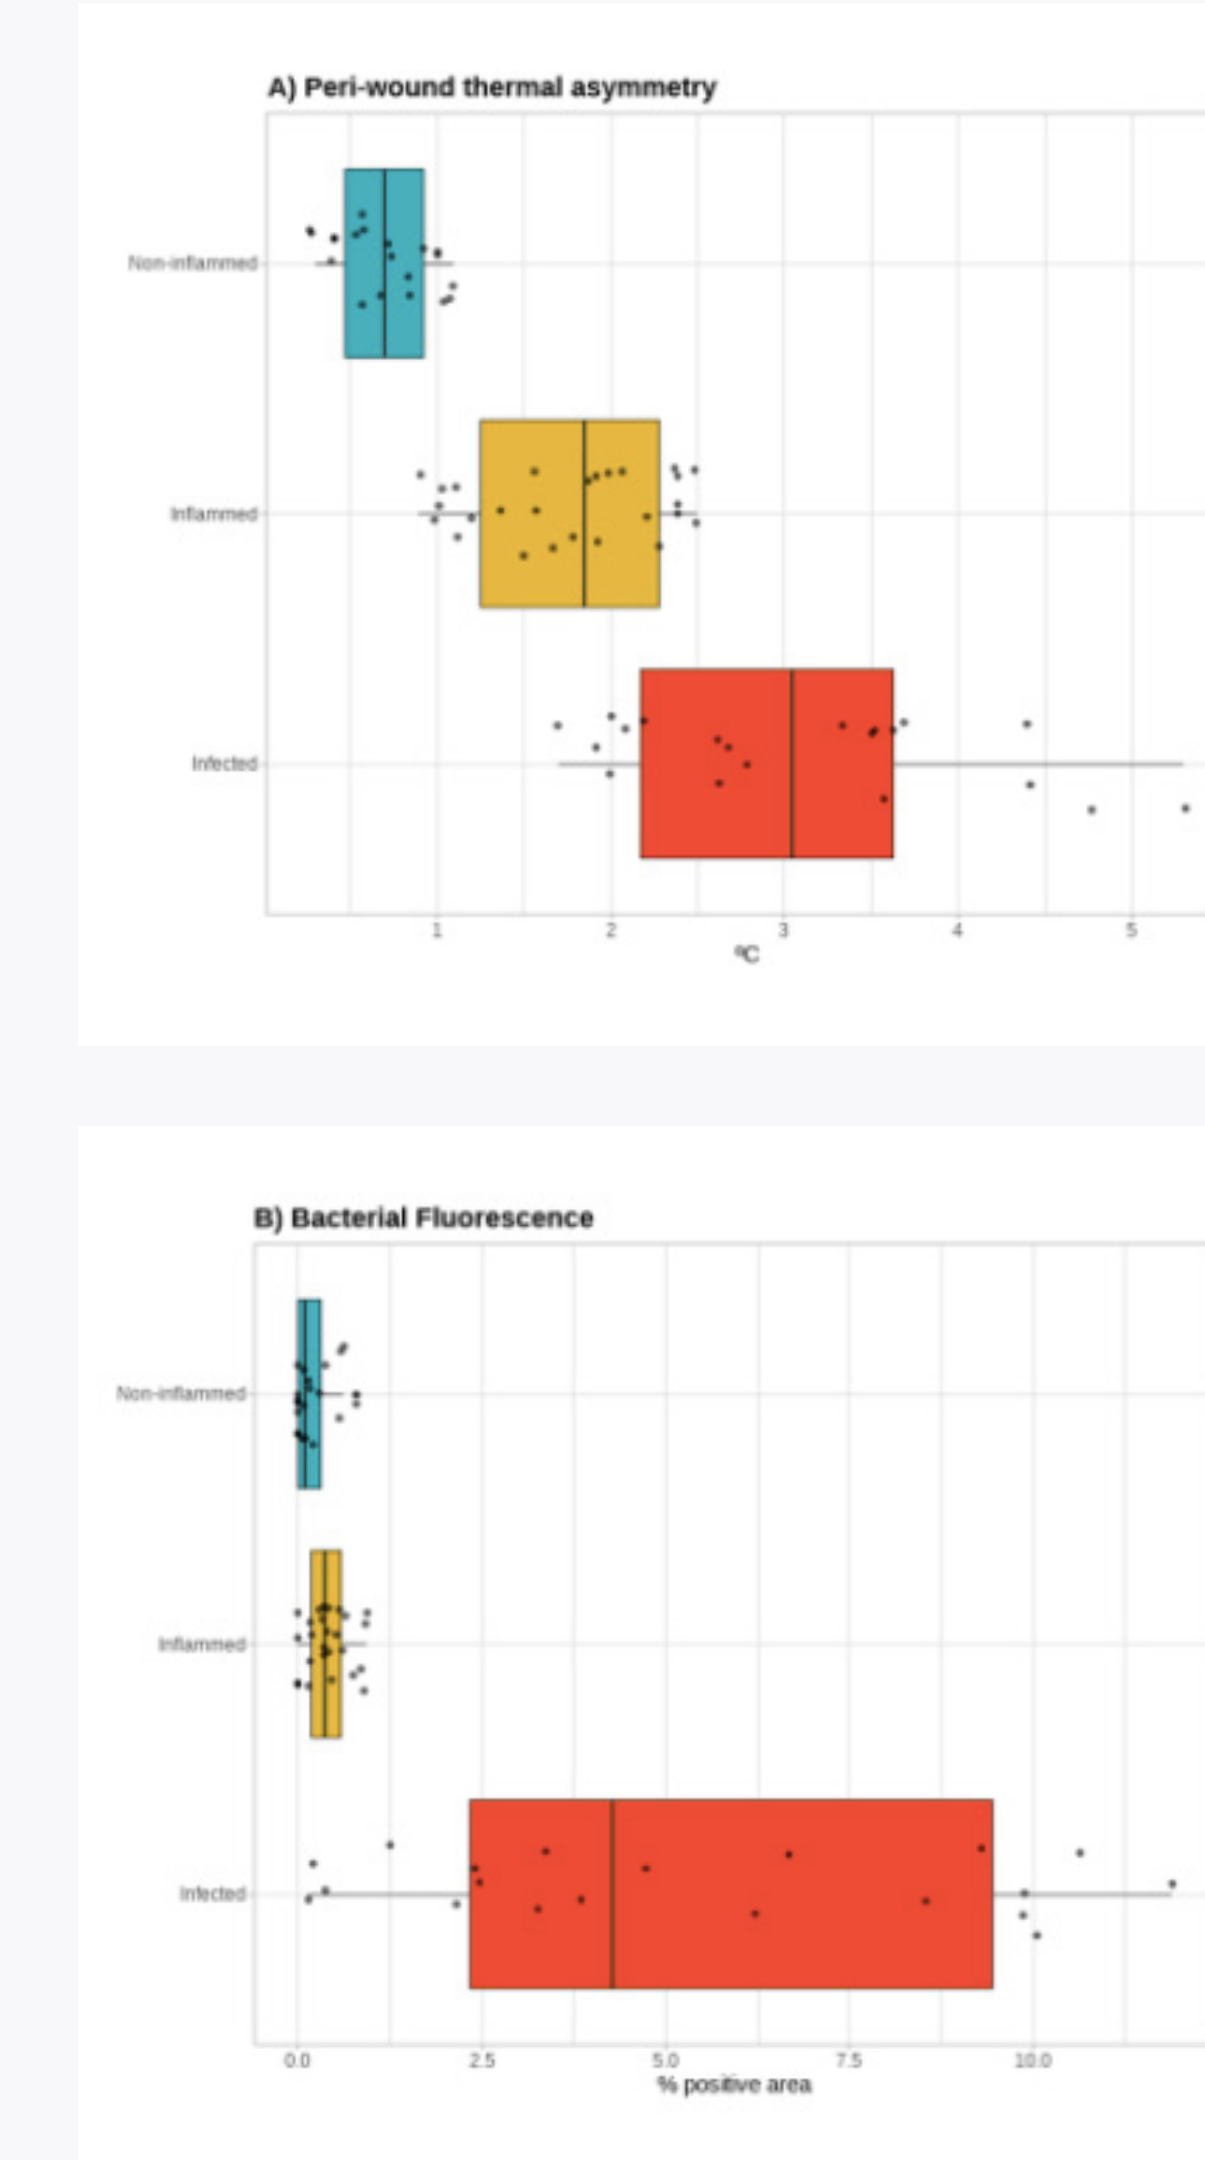 A) Peri-wound thermal asymmetry
Non-inflammed
Inflammed
Infected
1 2 3 4 5
ºC
B) Bacterial Fluorescence
Non-inflammed
Inflammed
Infected
0.0 2.5 5.0 7.5 10.0
% positive area